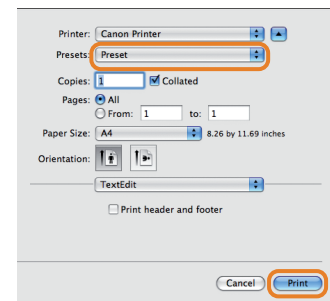 Printer: Canon Printer
Presets: Preset
Copies: 1 Collated
Pages: All
From: 1 to: 1
Paper Size: A4 8.26 by 11.69 inches
Orientation:
TextEdit
Print header and footer
Cancel Print